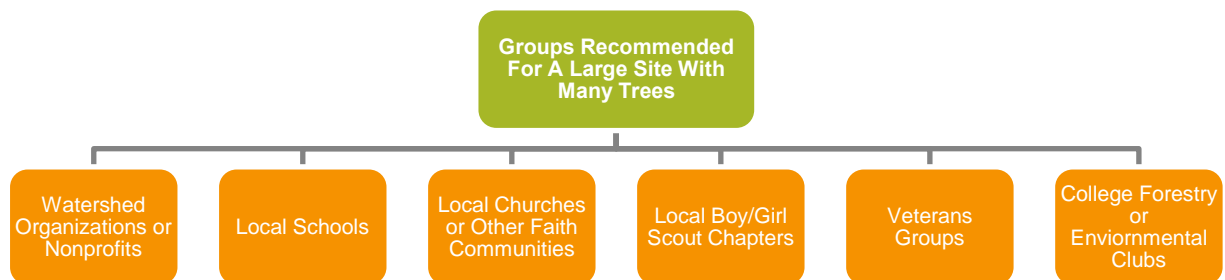 Groups Recommended
For A Large Site With
Many Trees
Watershed
Organizations or
Nonprofits
Local Schools
Local Churches
or Other Faith
Communities
Local Boy/Girl
Scout Chapters
Veterans
Groups
College Forestry
or
Enviornmental
Clubs